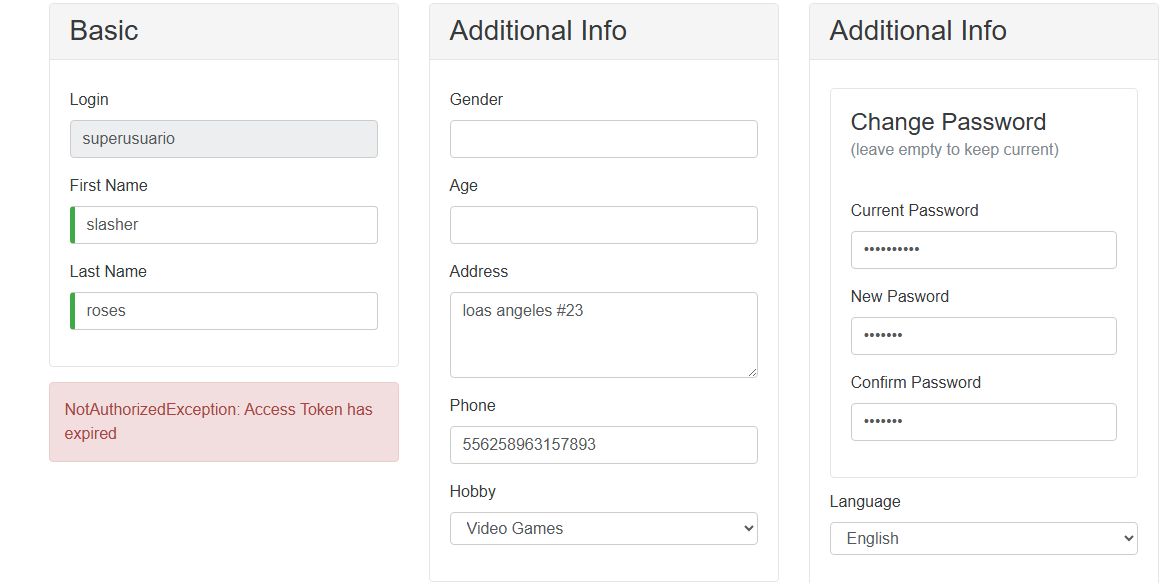 Basic
Login
superusuario
First Name
slasher
Last Name
roses
NotAuthorizedException: Access Token has
expired
Additional Info
Gender
Age
Address
loas angeles #23
Phone
556258963157893
Hobby
Video Games
Additional Info
Change Password
(leave empty to keep current)
Current Password
••••••••••
New Pasword
•••••••
Confirm Password
•••••••
Language
English